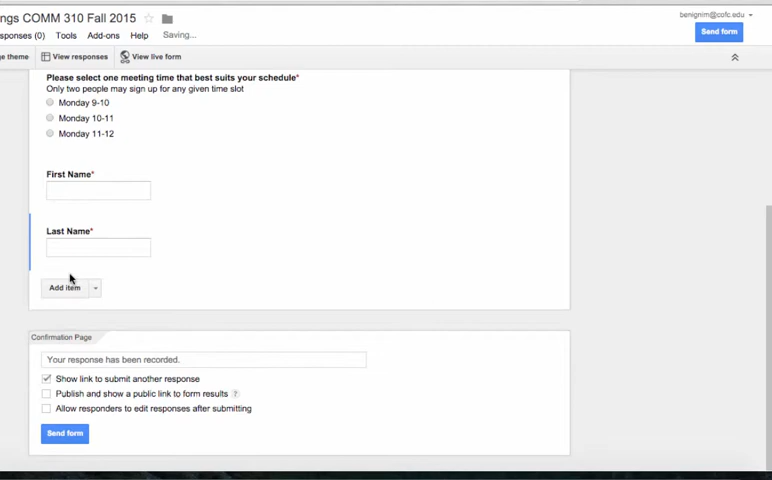 ngs COMM 310 Fall 2015
benignim@cofc.edu
sponses (0) Tools Add-ons Help Saving...
Send form
ge theme View responses View live form
Please select one meeting time that best suits your schedule*
Only two people may sign up for any given time slot
Monday 9-10
Monday 10-11
Monday 11-12
First Name*
Last Name*
Add item
Confirmation Page
Your response has been recorded.
Show link to submit another response
Publish and show a public link to form results ?
Allow responders to edit responses after submitting
Send form